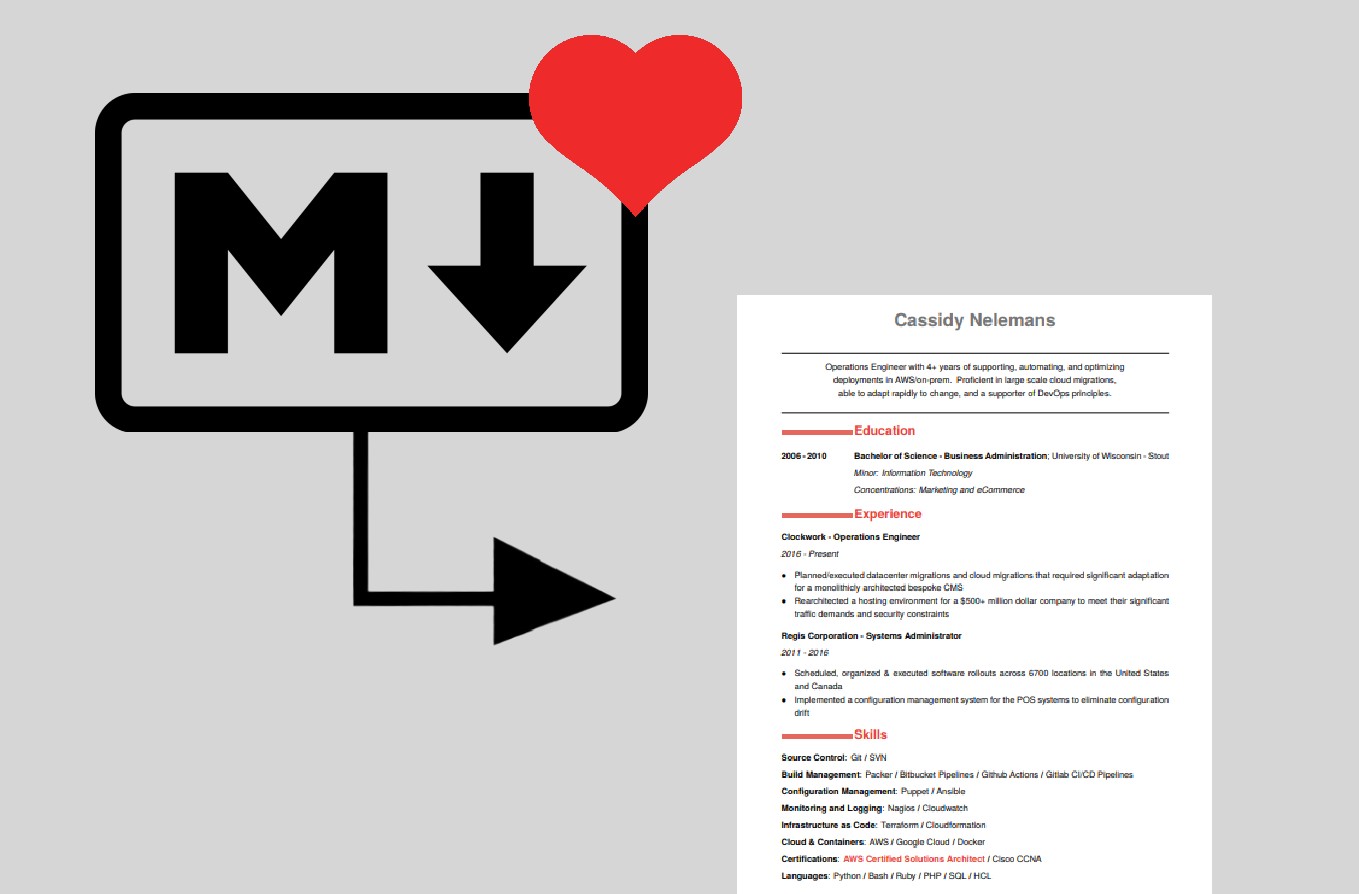 M
Cassidy Nelemans
Operations Engineer with 4+ years of supporting, automating, and optimizing
deployments in AWS/on-prem. Proficient in large scale cloud migrations,
able to adapt rapidly to change, and a supporter of DevOps principles.
Education
2006 - 2010 Bachelor of Science - Business Administration; University of Wisconsin - Stout
Minor: Information Technology
Concentrations: Marketing and eCommerce
Experience
Clockwork - Operations Engineer
2016 - Present
• Planned/executed datacenter migrations and cloud migrations that required significant adaptation
for a monolithicly architected bespoke CMS
• Rearchitected a hosting environment for a $500+ million dollar company to meet their significant
traffic demands and security constraints
Regis Corporation - Systems Administrator
2011 - 2016
• Scheduled, organized & executed software rollouts across 6700 locations in the United States
and Canada
• Implemented a configuration management system for the POS systems to eliminate configuration
drift
Skills
Source Control: Git / SVN
Build Management: Packer / Bitbucket Pipelines / Github Actions / Gitlab CI/CD Pipelines
Configuration Management: Puppet / Ansible
Monitoring and Logging: Nagios / Cloudwatch
Infrastructure as Code: Terraform / Cloudformation
Cloud & Containers: AWS / Google Cloud / Docker
Certifications: AWS Certified Solutions Architect / Cisco CCNA
Languages: Python / Bash / Ruby / PHP / SQL / HCL